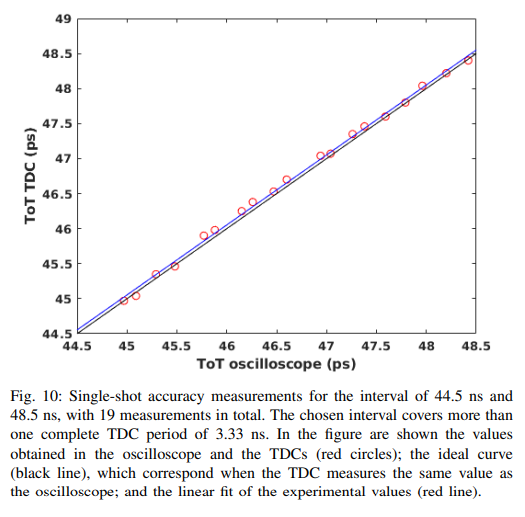 49
48.5
48
47.5
47
46.5
46
45.5
45
44.5
ToT TDC (ps)
44.5 45 45.5 46 46.5 47 47.5 48 48.5
ToT oscilloscope (ps)
Fig. 10: Single-shot accuracy measurements for the interval of 44.5 ns and
48.5 ns, with 19 measurements in total. The chosen interval covers more than
one complete TDC period of 3.33 ns. In the figure are shown the values
obtained in the oscilloscope and the TDCs (red circles); the ideal curve
(black line), which correspond when the TDC measures the same value as
the oscilloscope; and the linear fit of the experimental values (red line).